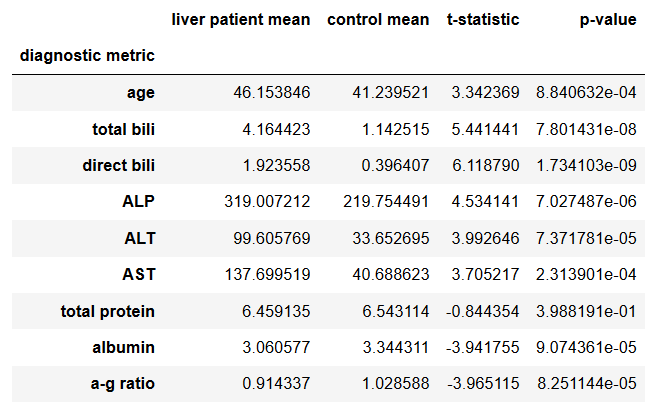 liver patient mean control mean t-statistic p-value
diagnostic metric
age 46.153846 41.239521 3.342369 8.840632e-04
total bili 4.164423 1.142515 5.441441 7.801431e-08
direct bili 1.923558 0.396407 6.118790 1.734103e-09
ALP 319.007212 219.754491 4.534141 7.027487e-06
ALT 99.605769 33.652695 3.992646 7.371781e-05
AST 137.699519 40.688623 3.705217 2.313901e-04
total protein 6.459135 6.543114 -0.844354 3.988191e-01
albumin 3.060577 3.344311 -3.941755 9.074361e-05
a-g ratio 0.914337 1.028588 -3.965115 8.251144e-05